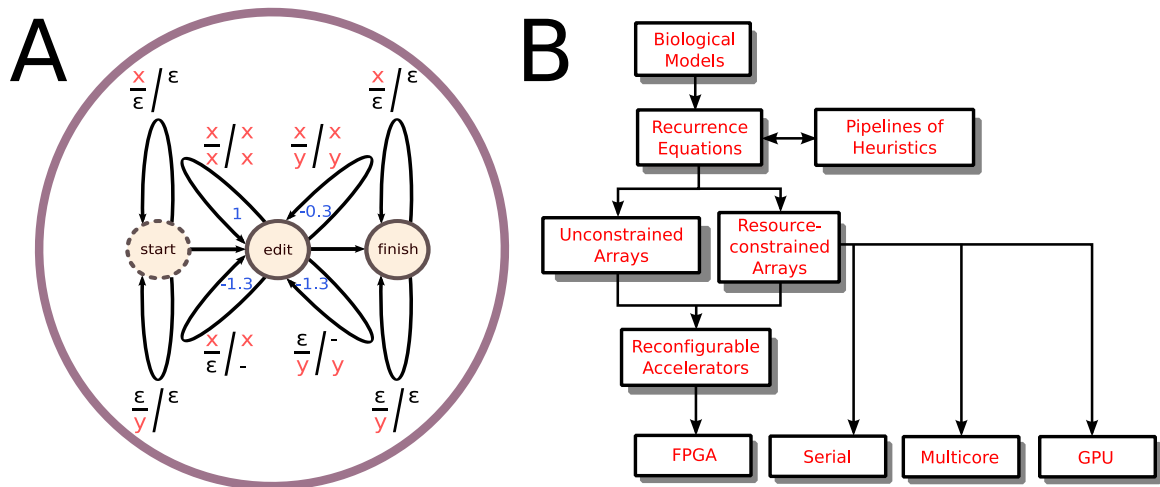 A
x/ε / ε
x/ε / ε
x/x / x x
x/y / x y
1
-0.3
start
edit
finish
-1.3
-1.3
x/ε / x -
ε/y / - y
ε/y / ε
ε/y / ε
B
Biological
Models
Recurrence
Equations
Pipelines of
Heuristics
Unconstrained
Arrays
Resource-
constrained
Arrays
Reconfigurable
Accelerators
FPGA
Serial
Multicore
GPU